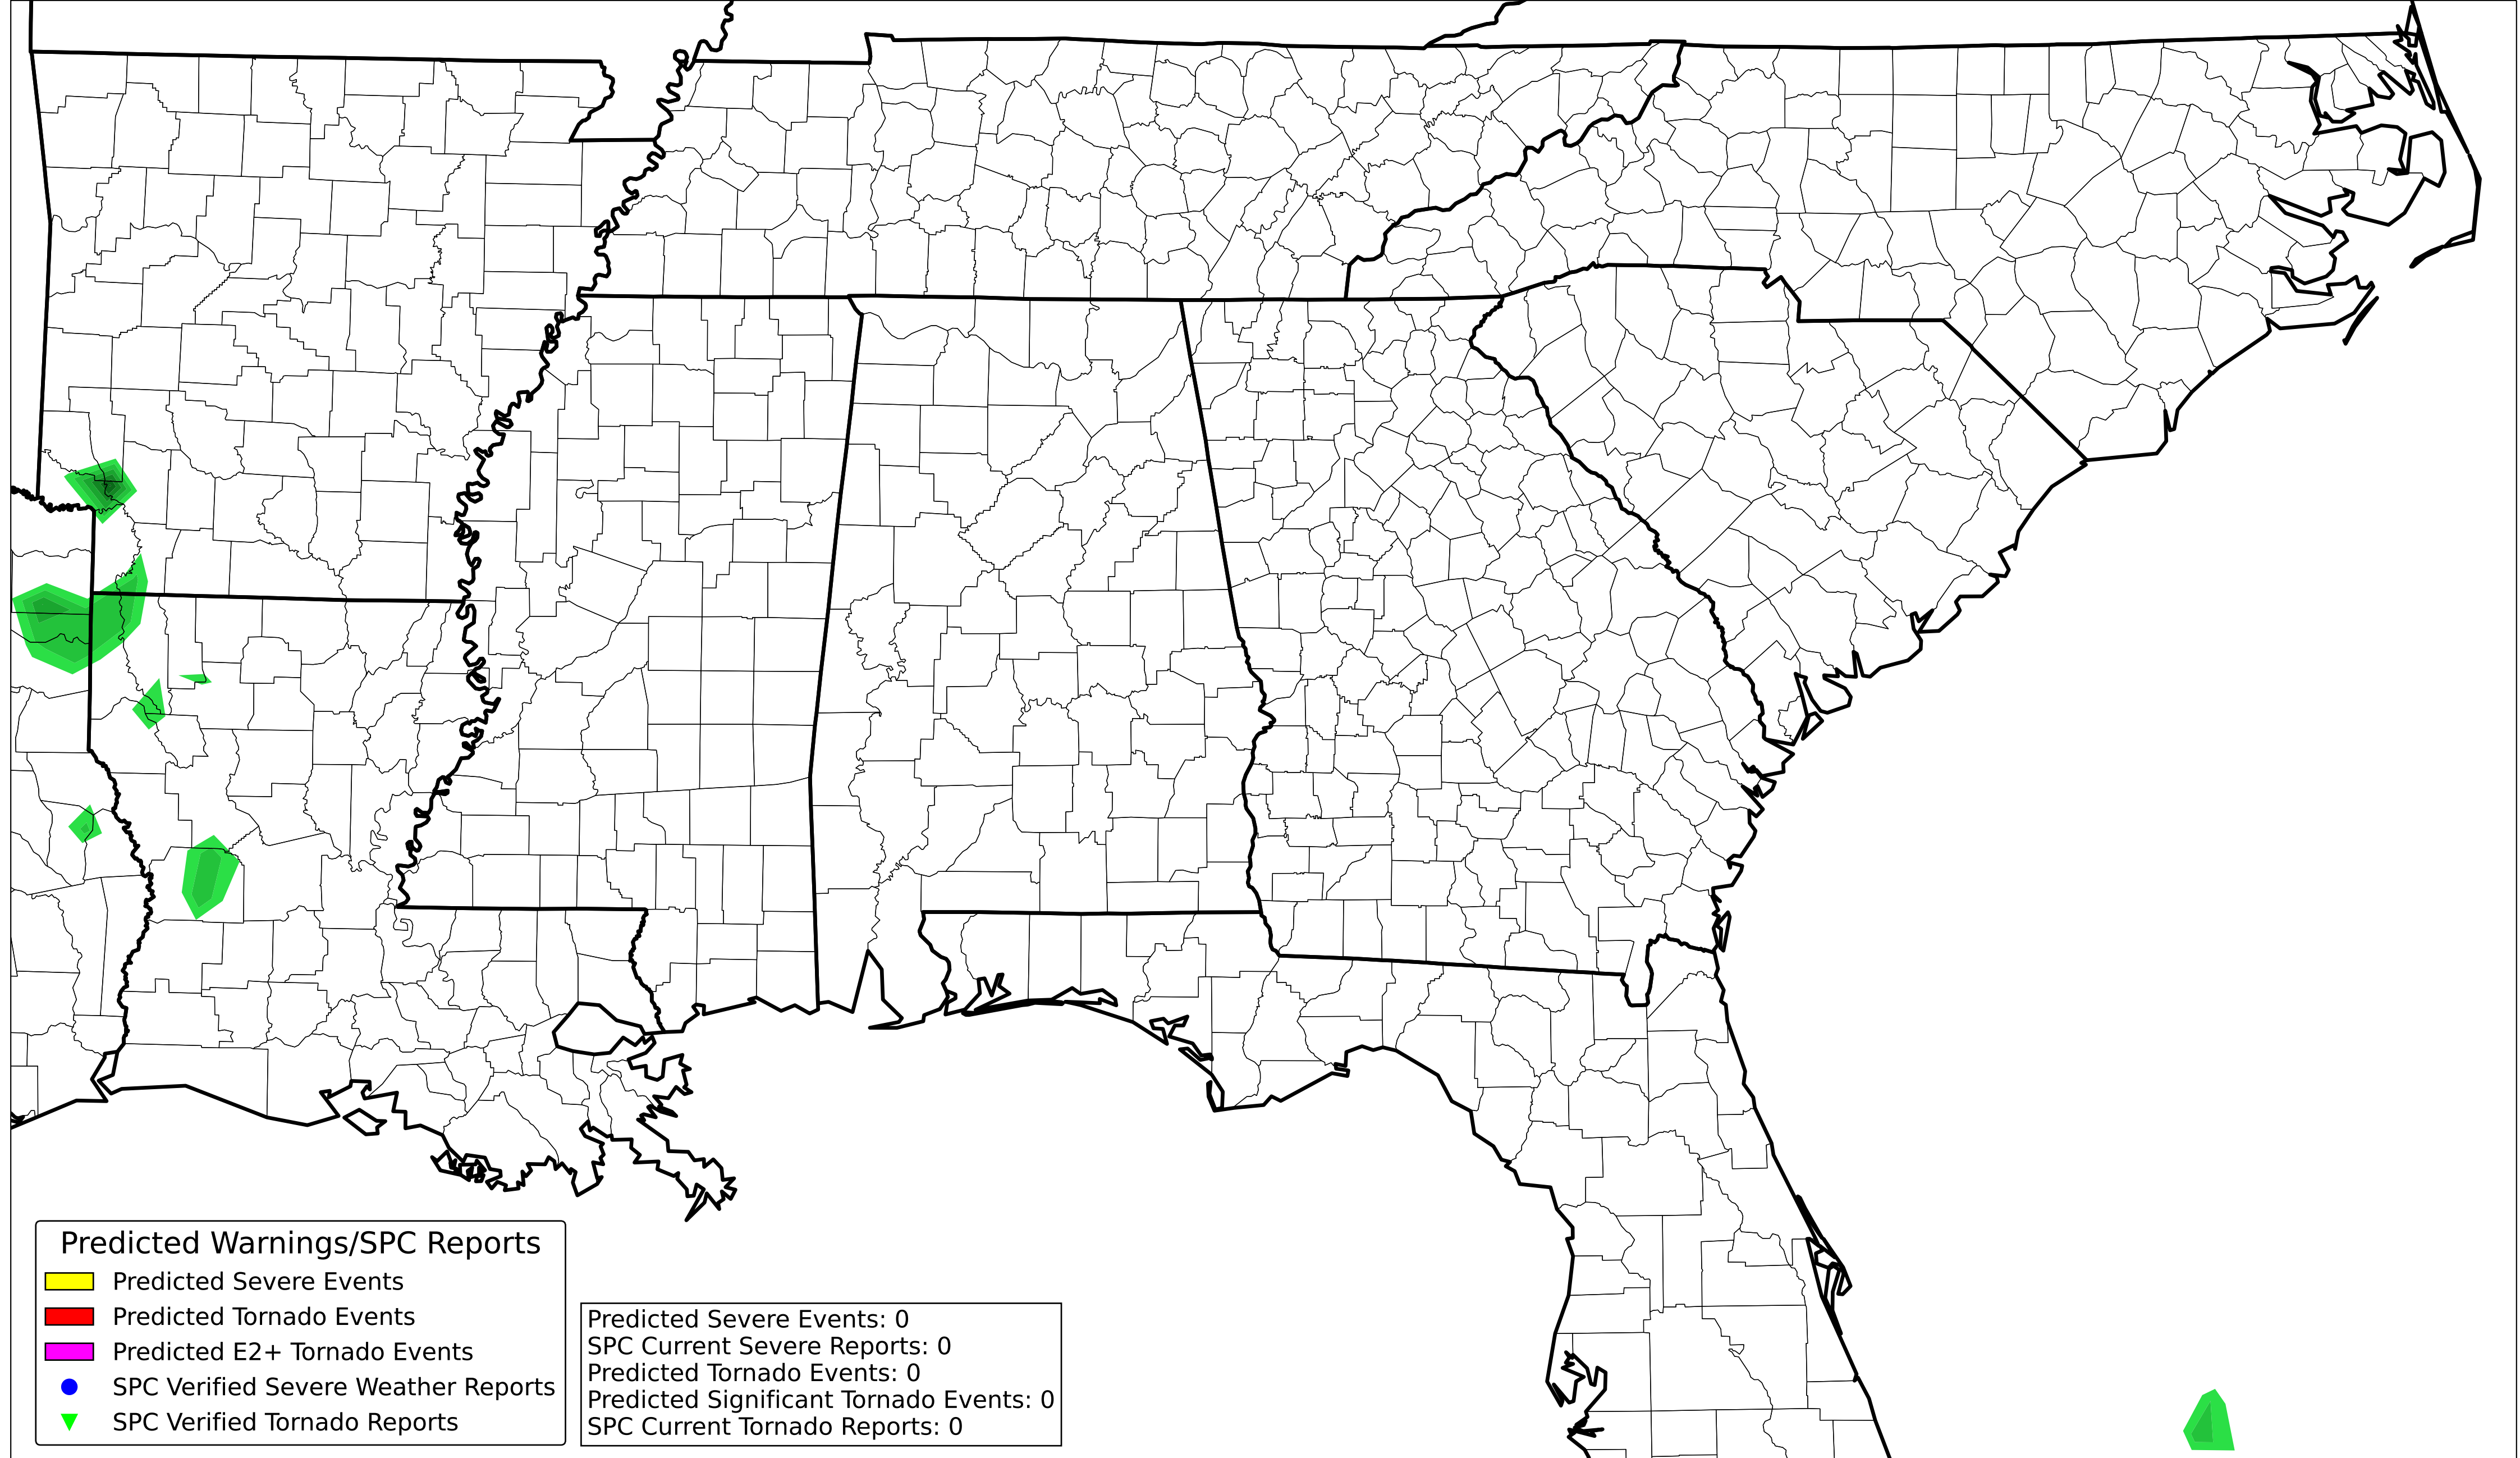 Predicted Warnings/SPC Reports
Predicted Severe Events
Predicted Tornado Events
Predicted E2+ Tornado Events
SPC Verified Severe Weather Reports
SPC Verified Tornado Reports
Predicted Severe Events: 0
SPC Current Severe Reports: 0
Predicted Tornado Events: 0
Predicted Significant Tornado Events: 0
SPC Current Tornado Reports: 0